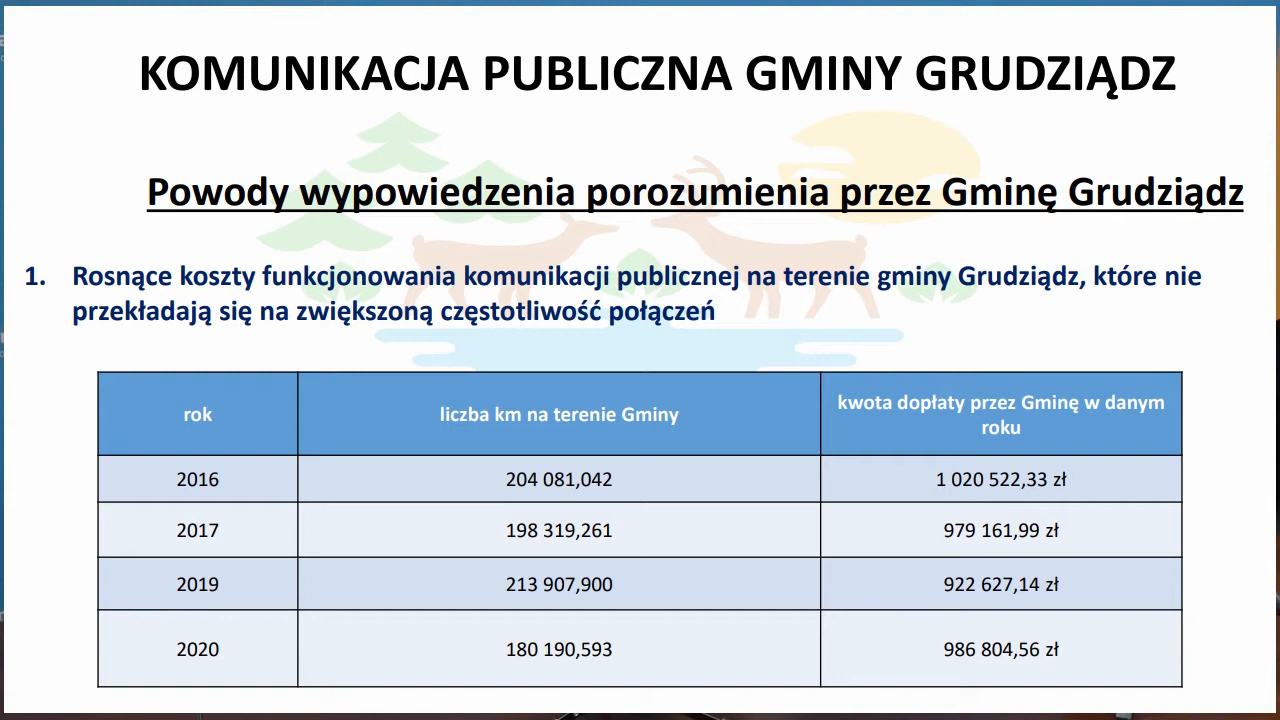 KOMUNIKACJA PUBLICZNA GMINY GRUDZIĄDZ
Powody wypowiedzenia porozumienia przez Gminę Grudziądz
1. Rosnące koszty funkcjonowania komunikacji publicznej na terenie gminy Grudziądz, które nie
przekładają się na zwiększoną częstotliwość połączeń
rok liczba km na terenie Gminy kwota dopłaty przez Gminę w danym
roku
2016 204 081,042 1 020 522,33 zł
2017 198 319,261 979 161,99 zł
2019 213 907,900 922 627,14 zł
2020 180 190,593 986 804,56 zł